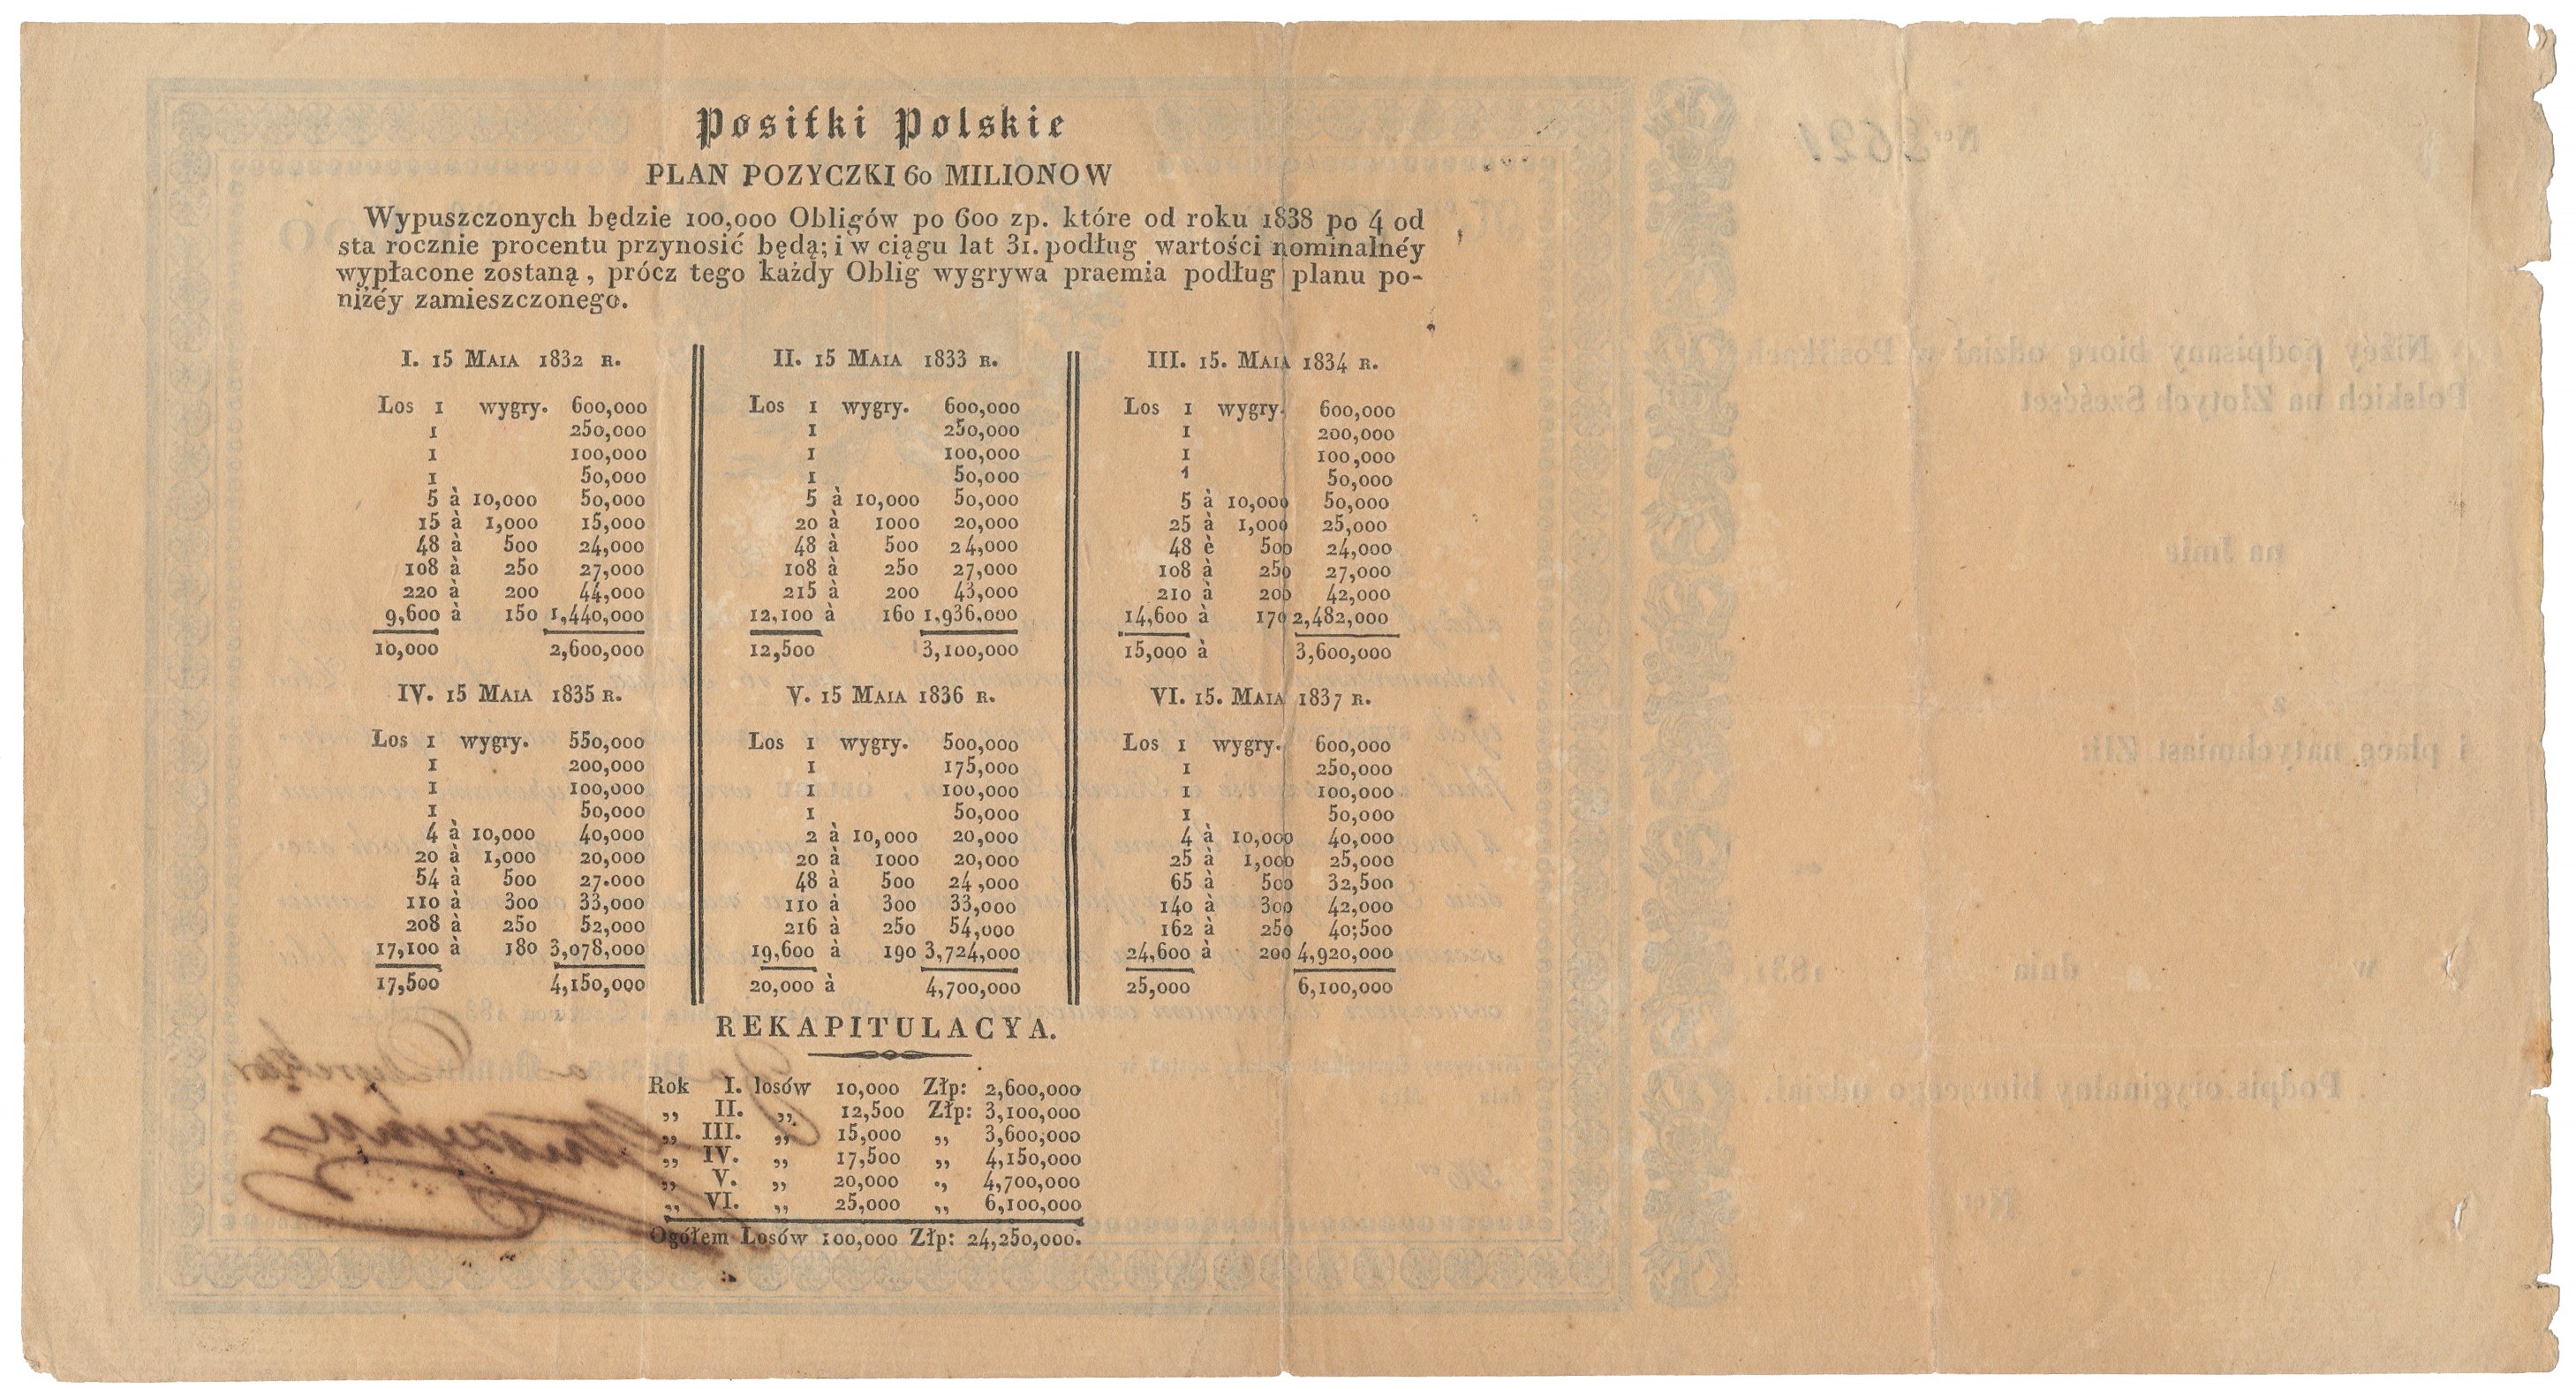 Posiłki Polskie
PLAN POZYCZKI 60 MILIONOW
Wypuszczonych będzie 100,000 Obligów po 600 zp. które od roku 1838 po 4 od
sta rocznie procentu przynosić będą; i w ciągu lat 31. podług wartości nominalnéy
wypłacone zostaną, prócz tego każdy Oblig wygrywa praemia podług planu po-
niżéy zamieszczonego.
I. 15 MAIA 1832 R.
Los 1 wygry. 600,000
1 250,000
1 100,000
1 50,000
5 à 10,000 50,000
15 à 1,000 15,000
48 à 500 24,000
108 à 250 27,000
220 à 200 44,000
9,600 à 150 1,440,000
10,000 2,600,000
II. 15 MAIA 1833 R.
Los 1 wygry. 600,000
1 250,000
1 100,000
1 50,000
5 à 10,000 50,000
20 à 1000 20,000
48 à 500 24,000
108 à 250 27,000
215 à 200 43,000
12,100 à 160 1,936,000
12,500 3,100,000
III. 15. MAIA 1834 R.
Los 1 wygry. 600,000
1 200,000
1 100,000
1 50,000
5 à 10,000 50,000
25 à 1,000 25,000
48 è 500 24,000
108 à 250 27,000
210 à 200 42,000
14,600 à 170 2,482,000
15,000 à 3,600,000
IV. 15 MAIA 1835 R.
Los 1 wygry. 550,000
1 200,000
1 100,000
1 50,000
4 à 10,000 40,000
20 à 1,000 20,000
54 à 500 27.000
110 à 300 33,000
208 à 250 52,000
17,100 à 180 3,078,000
17,500 4,150,000
V. 15 MAIA 1836 R.
Los 1 wygry. 500,000
1 175,000
1 100,000
1 50,000
2 à 10,000 20,000
20 à 1000 20,000
48 à 500 24,000
110 à 300 33,000
216 à 250 54,000
19,600 à 190 3,724,000
20,000 à 4,700,000
VI. 15. MAIA 1837 R.
Los 1 wygry. 600,000
1 250,000
1 100,000
1 50,000
4 à 10,000 40,000
25 à 1,000 25,000
65 à 500 32,500
140 à 300 42,000
162 à 250 40;500
24,600 à 200 4,920,000
25,000 6,100,000
REKAPITULACYA.
Rok I. losów 10,000 Złp: 2,600,000
,, II. ,, 12,500 Złp: 3,100,000
,, III. ,, 15,000 ,, 3,600,000
,, IV. ,, 17,500 ,, 4,150,000
,, V. ,, 20,000 ,, 4,700,000
,, VI. ,, 25,000 ,, 6,100,000
Ogółem Losów 100,000 Złp: 24,250,000.
Niżéy podpisany biorę udział w Posiłkach
Polskich na Złotych Sześćset
na Imie
z
i płacę natychmiast Zł:
w dnia 183
Podpis oryginalny biorącego udział.